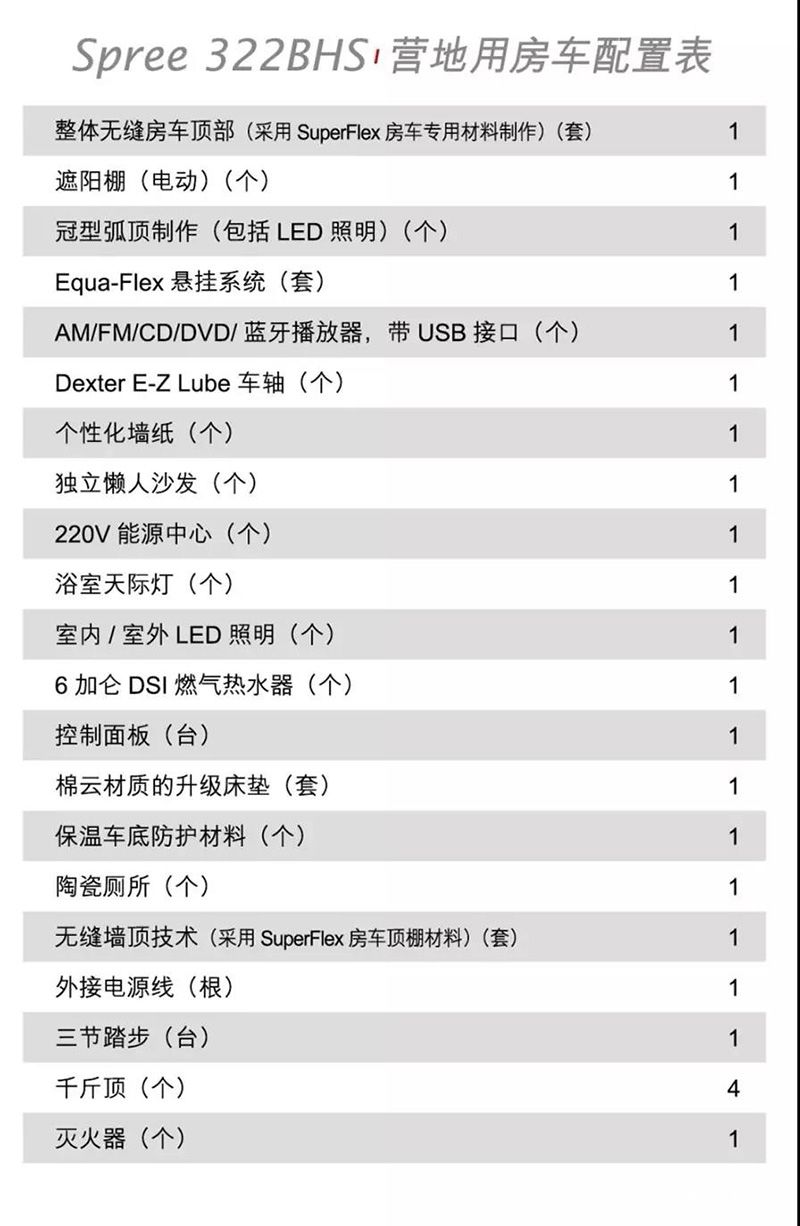 Spree 322BHS / 营地用房车配置表
整体无缝房车顶部（采用 SuperFlex 房车专用材料制作）（套） 1
遮阳棚（电动）（个） 1
冠型弧顶制作（包括 LED 照明）（个） 1
Equa-Flex 悬挂系统（套） 1
AM/FM/CD/DVD/ 蓝牙播放器，带 USB 接口（个） 1
Dexter E-Z Lube 车轴（个） 1
个性化墙纸（个） 1
独立懒人沙发（个） 1
220V 能源中心（个） 1
浴室天际灯（个） 1
室内 / 室外 LED 照明（个） 1
6 加仑 DSI 燃气热水器（个） 1
控制面板（台） 1
棉云材质的升级床垫（套） 1
保温车底防护材料（个） 1
陶瓷厕所（个） 1
无缝墙顶技术（采用 SuperFlex 房车顶棚材料）（套） 1
外接电源线（根） 1
三节踏步（台） 1
千斤顶（个） 4
灭火器（个） 1